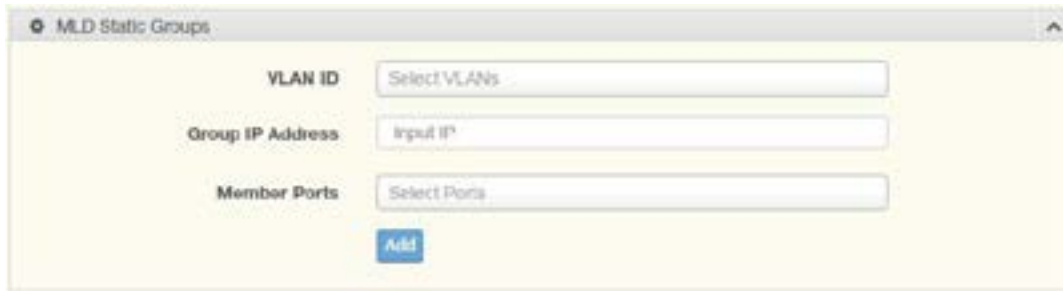 MLD Static Groups
VLAN ID Select VLANs
Group IP Address Input IP
Member Ports Select Ports
Add